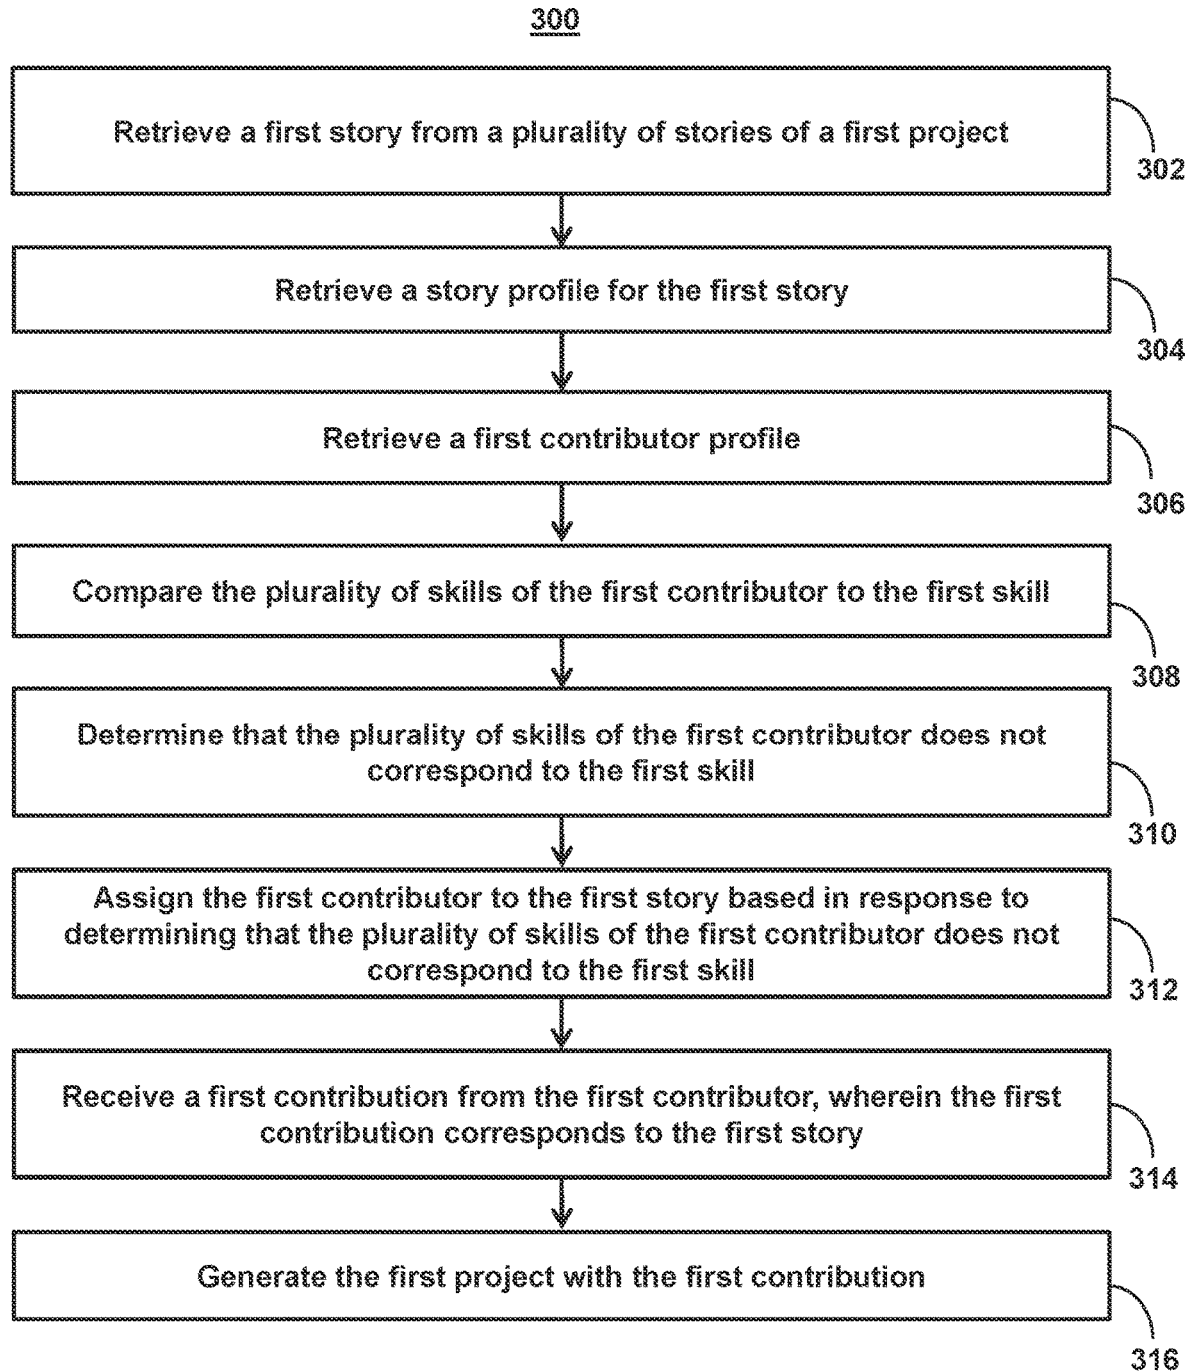 300
Retrieve a first story from a plurality of stories of a first project
302
Retrieve a story profile for the first story
304
Retrieve a first contributor profile
306
Compare the plurality of skills of the first contributor to the first skill
308
Determine that the plurality of skills of the first contributor does not
correspond to the first skill
310
Assign the first contributor to the first story based in response to
determining that the plurality of skills of the first contributor does not
correspond to the first skill
312
Receive a first contribution from the first contributor, wherein the first
contribution corresponds to the first story
314
Generate the first project with the first contribution
316